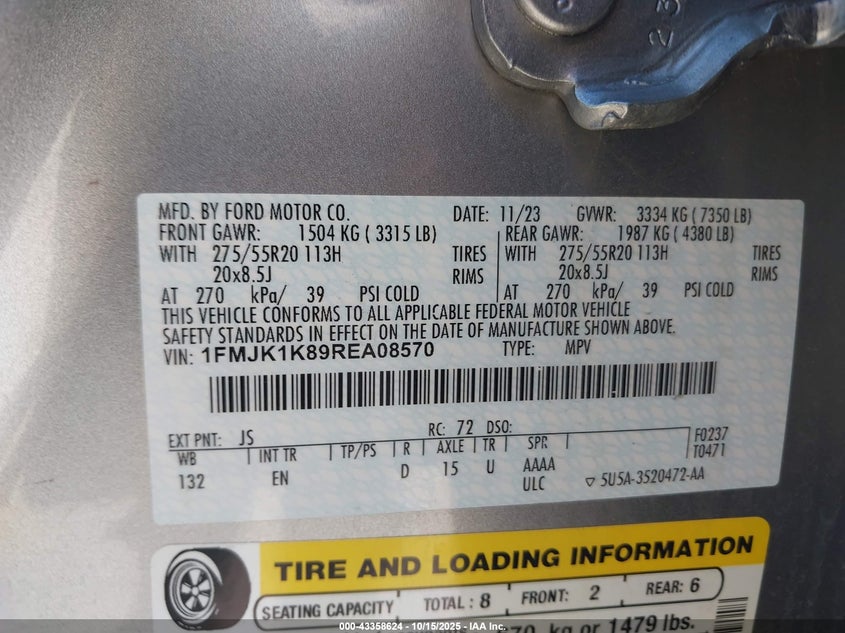 23
MFD. BY FORD MOTOR CO. DATE: 11/23 GVWR: 3334 KG ( 7350 LB)
FRONT GAWR: 1504 KG ( 3315 LB) REAR GAWR: 1987 KG ( 4380 LB)
WITH 275/55R20 113H TIRES WITH 275/55R20 113H TIRES
20x8.5J RIMS 20x8.5J RIMS
AT 270 kPa/ 39 PSI COLD AT 270 kPa/ 39 PSI COLD
THIS VEHICLE CONFORMS TO ALL APPLICABLE FEDERAL MOTOR VEHICLE
SAFETY STANDARDS IN EFFECT ON THE DATE OF MANUFACTURE SHOWN ABOVE.
VIN: 1FMJK1K89REA08570 TYPE: MPV
EXT PNT: JS RC: 72 DSO: F0237
WB INT TR TP/PS R AXLE TR SPR T0471
132 EN D 15 U AAAA
ULC ▽ 5U5A-3520472-AA
TIRE AND LOADING INFORMATION
SEATING CAPACITY TOTAL : 8 FRONT: 2 REAR: 6
kg or 1479 lbs.
000-43358624 - 10/15/2025 - IAA Inc.